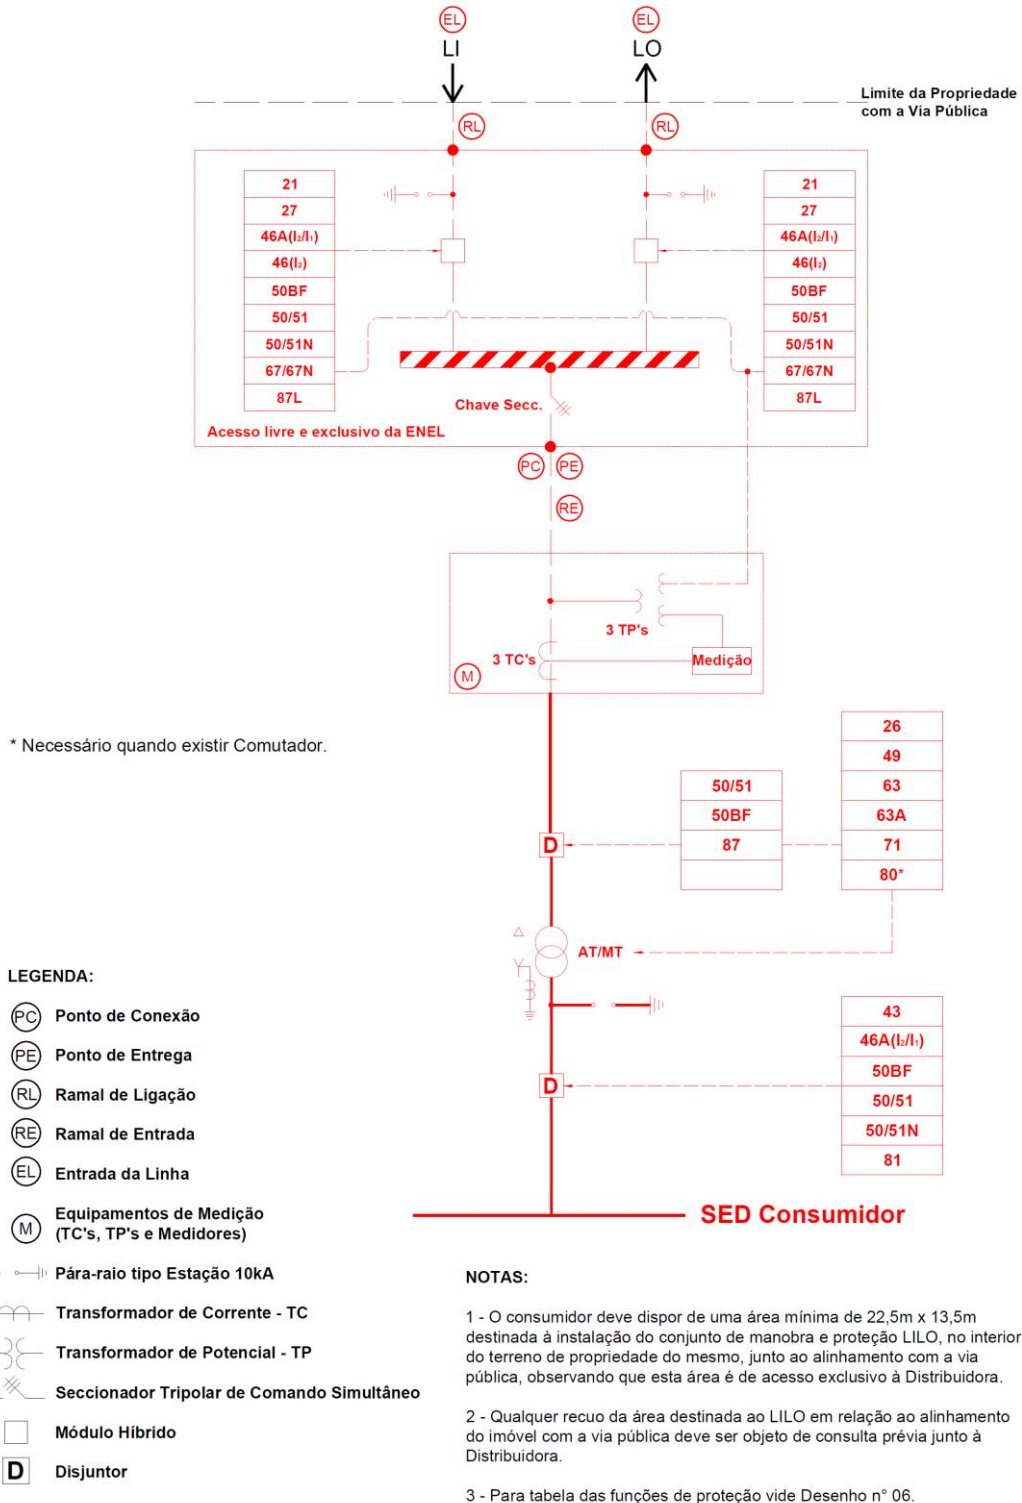 EL
EL
LI
LO
Limite da Propriedade
com a Via Pública
RL
RL
21
27
46A(I₂/I₁)
46(I₂)
50BF
50/51
50/51N
67/67N
87L
21
27
46A(I₂/I₁)
46(I₂)
50BF
50/51
50/51N
67/67N
87L
Chave Secc.
Acesso livre e exclusivo da ENEL
PC
PE
RE
3 TP's
3 TC's
Medição
M
* Necessário quando existir Comutador.
26
49
63
63A
71
80*
50/51
50BF
87
D
AT/MT
43
46A(I₂/I₁)
50BF
50/51
50/51N
81
D
SED Consumidor
LEGENDA:
PC Ponto de Conexão
PE Ponto de Entrega
RL Ramal de Ligação
RE Ramal de Entrada
EL Entrada da Linha
M Equipamentos de Medição
(TC's, TP's e Medidores)
Pára-raio tipo Estação 10kA
Transformador de Corrente - TC
Transformador de Potencial - TP
Seccionador Tripolar de Comando Simultâneo
Módulo Híbrido
D Disjuntor
NOTAS:
1 - O consumidor deve dispor de uma área mínima de 22,5m x 13,5m
destinada à instalação do conjunto de manobra e proteção LILO, no interior
do terreno de propriedade do mesmo, junto ao alinhamento com a via
pública, observando que esta área é de acesso exclusivo à Distribuidora.
2 - Qualquer recuo da área destinada ao LILO em relação ao alinhamento
do imóvel com a via pública deve ser objeto de consulta prévia junto à
Distribuidora.
3 - Para tabela das funções de proteção vide Desenho n° 06.